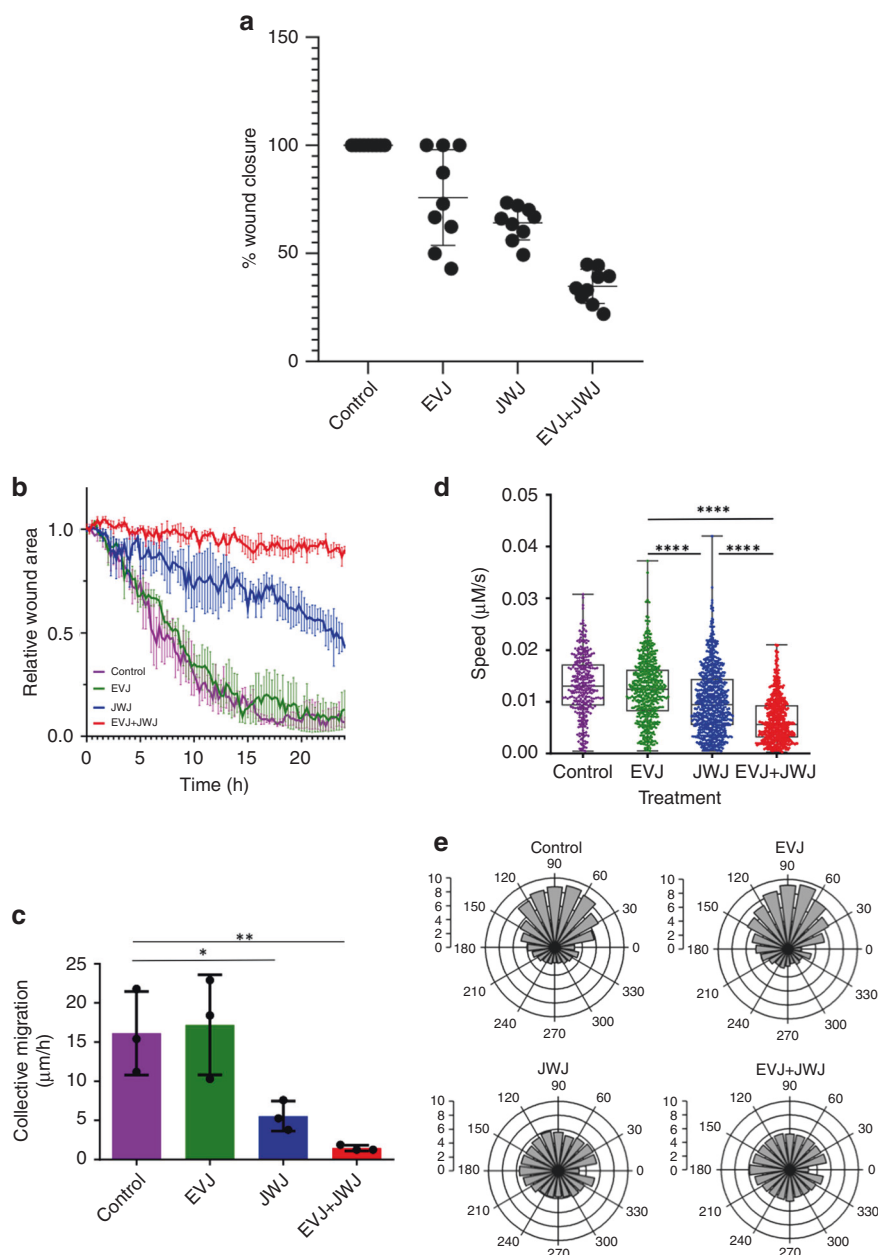 a
150
100
50
0
% wound closure
Control
EVJ
JWJ
EVJ+JWJ
b
1.0
0.5
0.0
Relative wound area
Control
EVJ
JWJ
EVJ+JWJ
0 5 10 15 20
Time (h)
d
0.05
0.04
0.03
0.02
0.01
0.00
Speed (μM/s)
****
**** ****
Control EVJ JWJ EVJ+JWJ
Treatment
c
25
20
15
10
5
0
Collective migration
(μm/h)
**
*
Control
EVJ
JWJ
EVJ+JWJ
e
Control
10
8
6
4
2
0
90
120 60
150 30
180 0
210 330
240 300
270
EVJ
10
8
6
4
2
0
90
120 60
150 30
180 0
210 330
240 300
270
JWJ
10
8
6
4
2
0
90
120 60
150 30
180 0
210 330
240 300
270
EVJ+JWJ
10
8
6
4
2
0
90
120 60
150 30
180 0
210 330
240 300
270